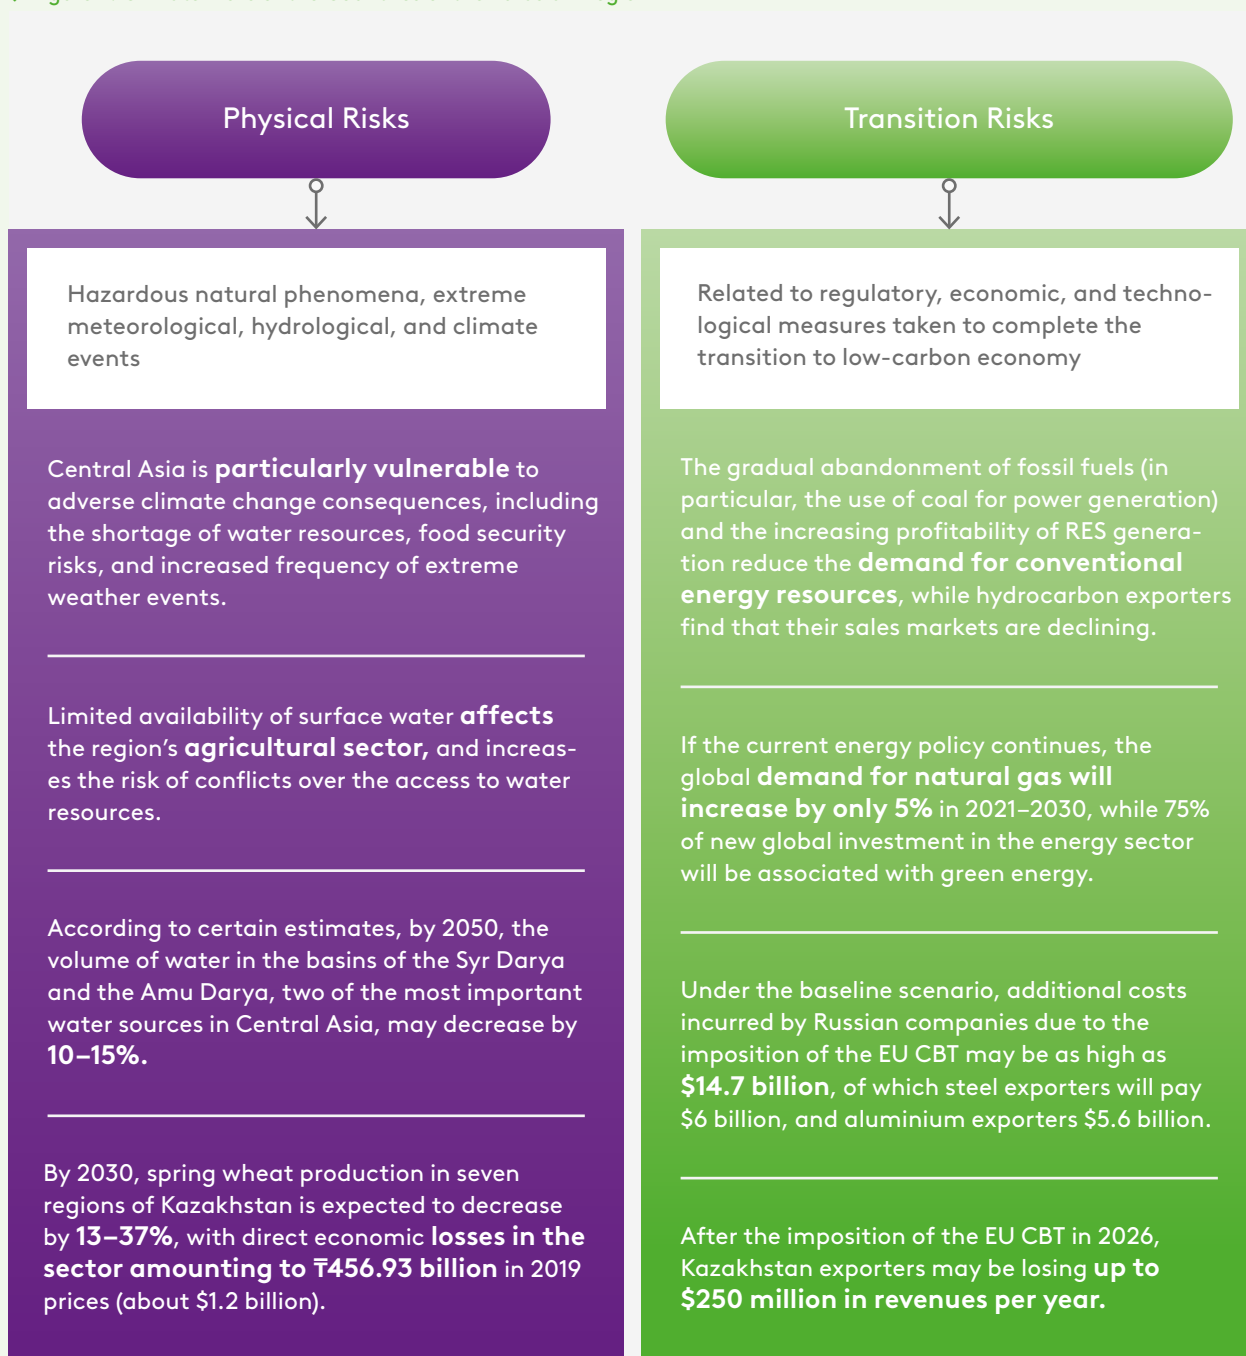 Physical Risks
Hazardous natural phenomena, extreme
meteorological, hydrological, and climate
events
Central Asia is particularly vulnerable to
adverse climate change consequences, including
the shortage of water resources, food security
risks, and increased frequency of extreme
weather events.
Limited availability of surface water affects
the region's agricultural sector, and increas-
es the risk of conflicts over the access to water
resources.
According to certain estimates, by 2050, the
volume of water in the basins of the Syr Darya
and the Amu Darya, two of the most important
water sources in Central Asia, may decrease by
10–15%.
By 2030, spring wheat production in seven
regions of Kazakhstan is expected to decrease
by 13–37%, with direct economic losses in the
sector amounting to ₸456.93 billion in 2019
prices (about $1.2 billion).
Transition Risks
Related to regulatory, economic, and techno-
logical measures taken to complete the
transition to low-carbon economy
The gradual abandonment of fossil fuels (in
particular, the use of coal for power generation)
and the increasing profitability of RES genera-
tion reduce the demand for conventional
energy resources, while hydrocarbon exporters
find that their sales markets are declining.
If the current energy policy continues, the
global demand for natural gas will
increase by only 5% in 2021–2030, while 75%
of new global investment in the energy sector
will be associated with green energy.
Under the baseline scenario, additional costs
incurred by Russian companies due to the
imposition of the EU CBT may be as high as
$14.7 billion, of which steel exporters will pay
$6 billion, and aluminium exporters $5.6 billion.
After the imposition of the EU CBT in 2026,
Kazakhstan exporters may be losing up to
$250 million in revenues per year.